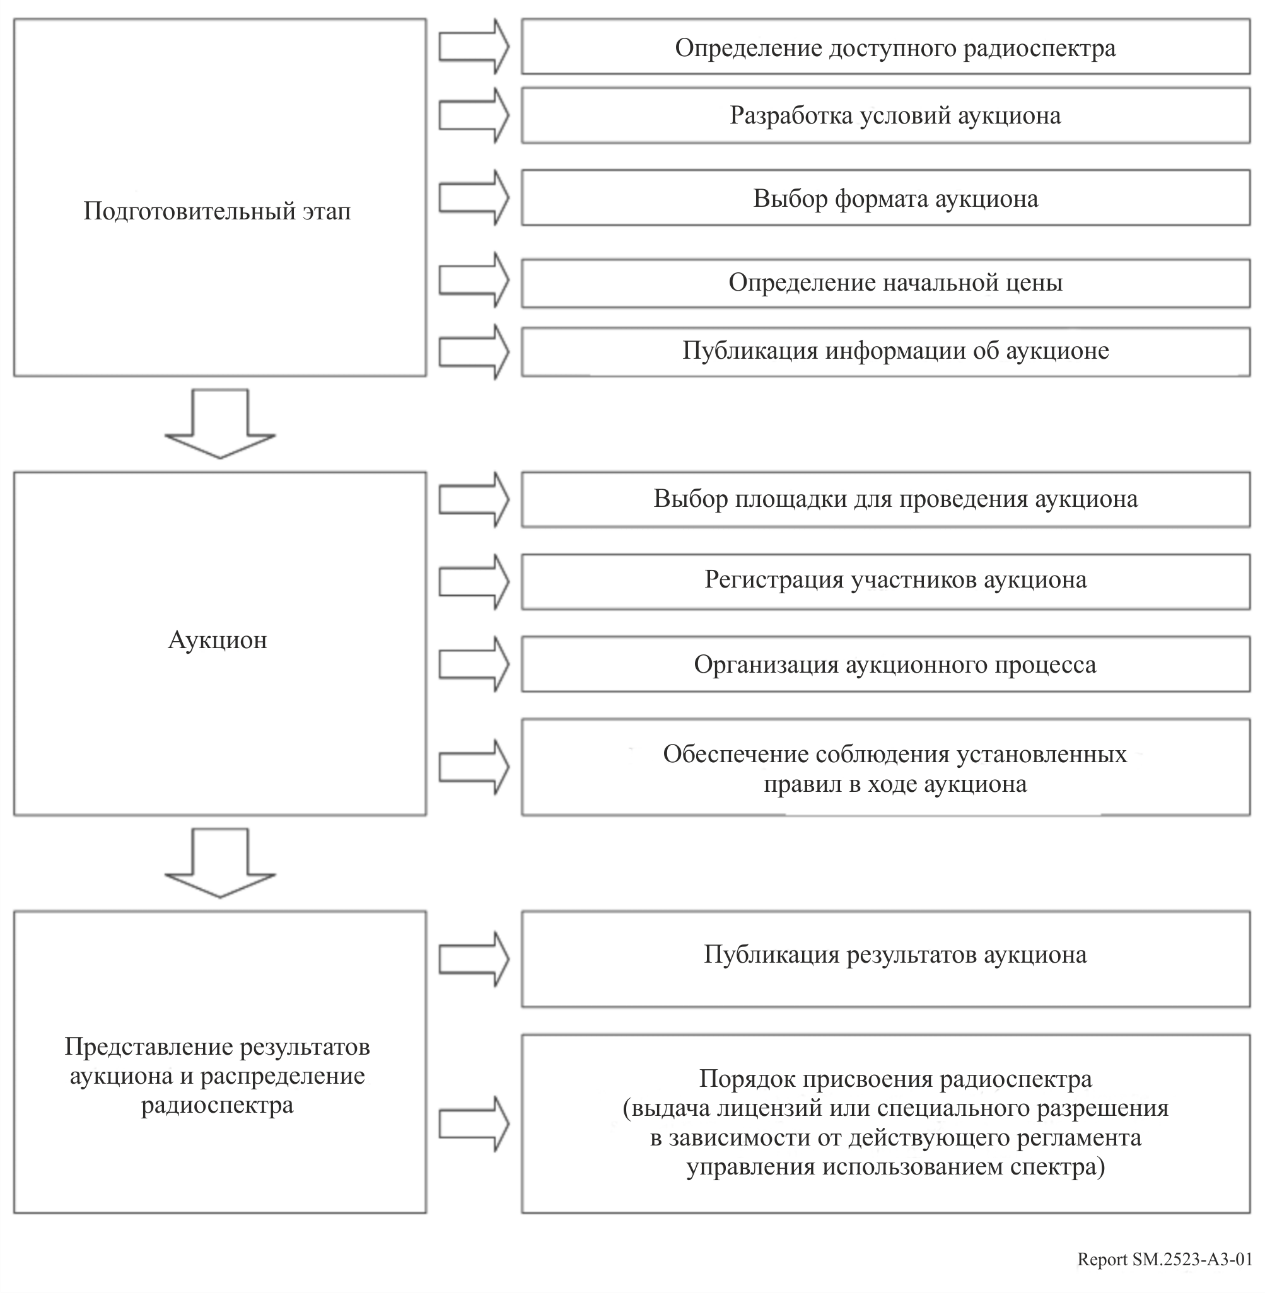 Подготовительный этап
Определение доступного радиоспектра
Разработка условий аукциона
Выбор формата аукциона
Определение начальной цены
Публикация информации об аукционе
Аукцион
Выбор площадки для проведения аукциона
Регистрация участников аукциона
Организация аукционного процесса
Обеспечение соблюдения установленных
правил в ходе аукциона
Представление результатов
аукциона и распределение
радиоспектра
Публикация результатов аукциона
Порядок присвоения радиоспектра
(выдача лицензий или специального разрешения
в зависимости от действующего регламента
управления использованием спектра)
Report SM.2523-A3-01